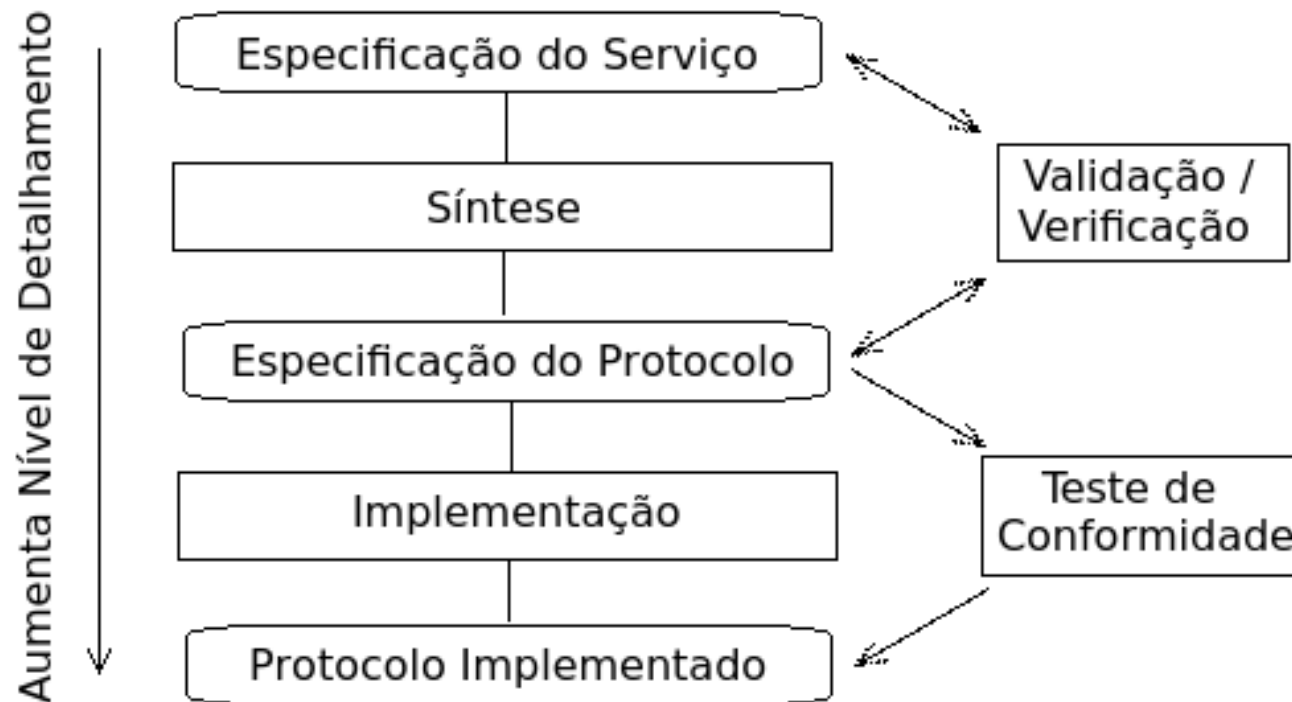 Aumenta Nível de Detalhamento
Especificação do Serviço
Síntese
Validação /
Verificação
Especificação do Protocolo
Implementação
Teste de
Conformidade
Protocolo Implementado